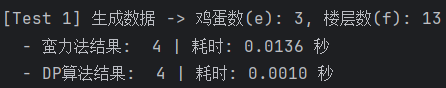 [Test 1] 生成数据 -> 鸡蛋数(e): 3, 楼层数(f): 13
- 蛮力法结果: 4 | 耗时: 0.0136 秒
- DP算法结果: 4 | 耗时: 0.0010 秒